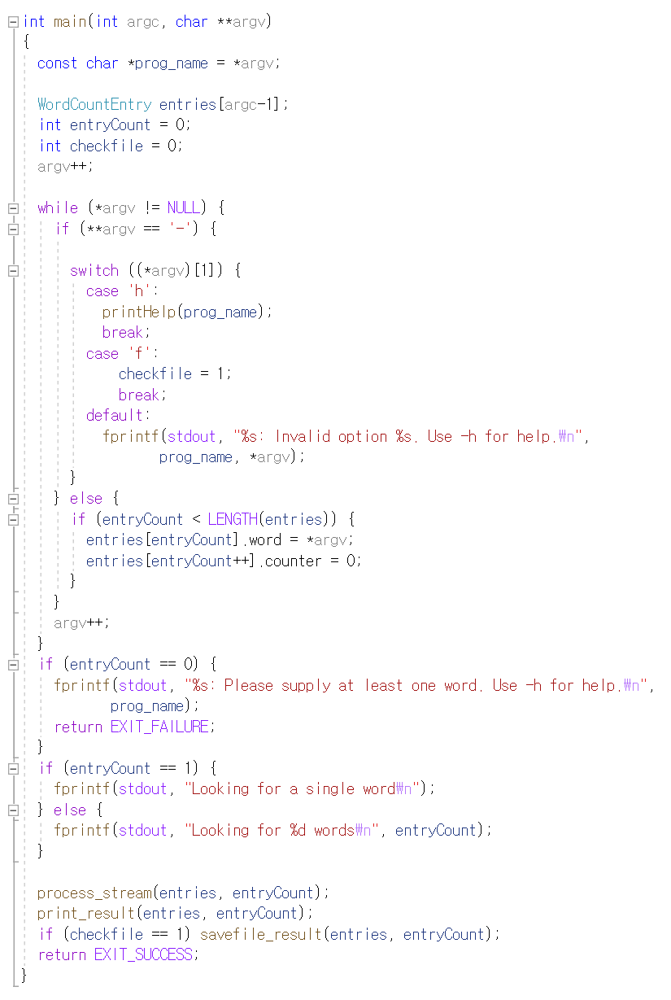 int main(int argc, char **argv)
{
const char *prog_name = *argv;
WordCountEntry entries[argc-1];
int entryCount = 0;
int checkfile = 0;
argv++;
while (*argv != NULL) {
if (**argv == '-') {
switch ((*argv)[1]) {
case 'h':
printHelp(prog_name);
break;
case 'f':
checkfile = 1;
break;
default:
fprintf(stdout, "%s: Invalid option %s. Use -h for help.₩n",
prog_name, *argv);
}
} else {
if (entryCount < LENGTH(entries)) {
entries[entryCount].word = *argv;
entries[entryCount++].counter = 0;
}
}
argv++;
}
if (entryCount == 0) {
fprintf(stdout, "%s: Please supply at least one word. Use -h for help.₩n",
prog_name);
return EXIT_FAILURE;
}
if (entryCount == 1) {
fprintf(stdout, "Looking for a single word₩n");
} else {
fprintf(stdout, "Looking for %d words₩n", entryCount);
}
process_stream(entries, entryCount);
print_result(entries, entryCount);
if (checkfile == 1) savefile_result(entries, entryCount);
return EXIT_SUCCESS;
}